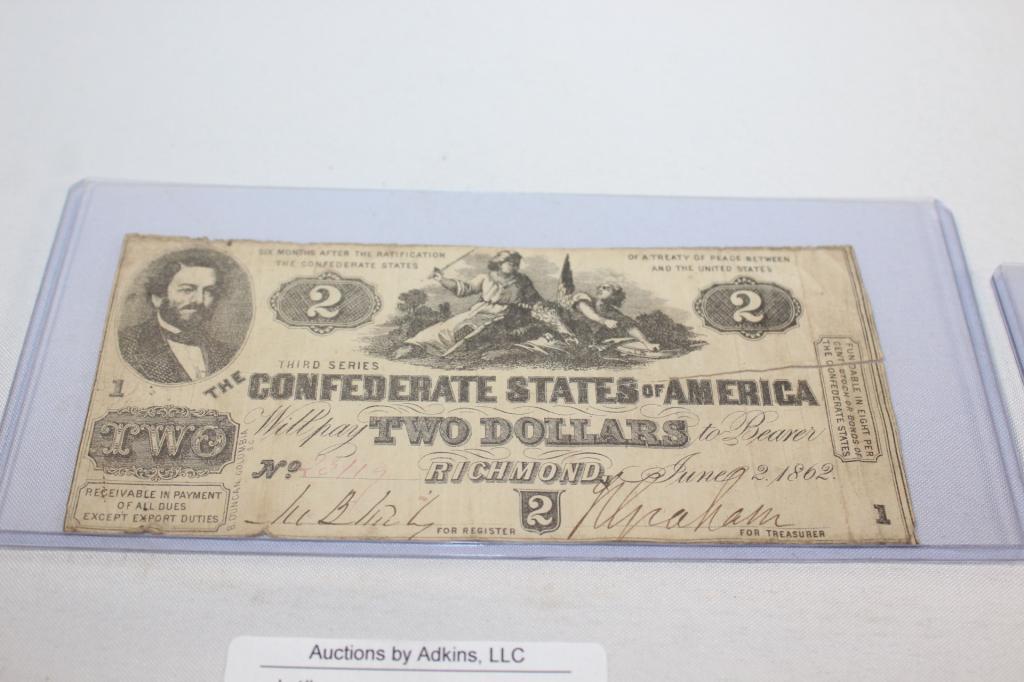 SIX MONTHS AFTER THE RATIFICATION OF A TREATY OF PEACE BETWEEN
THE CONFEDERATE STATES AND THE UNITED STATES
2 2
THIRD SERIES
1
THE CONFEDERATE STATES OF AMERICA
FUNDABLE IN EIGHT PER
CENT STOCK OR BONDS OF
THE CONFEDERATE STATES
TWO
Will pay TWO DOLLARS to Bearer
B. DUNCAN, COLUMBIA S.C.
No
RICHMOND, June 2, 1862.
RECEIVABLE IN PAYMENT
OF ALL DUES
EXCEPT EXPORT DUTIES
FOR REGISTER
2
Graham
FOR TREASURER
1
Auctions by Adkins, LLC